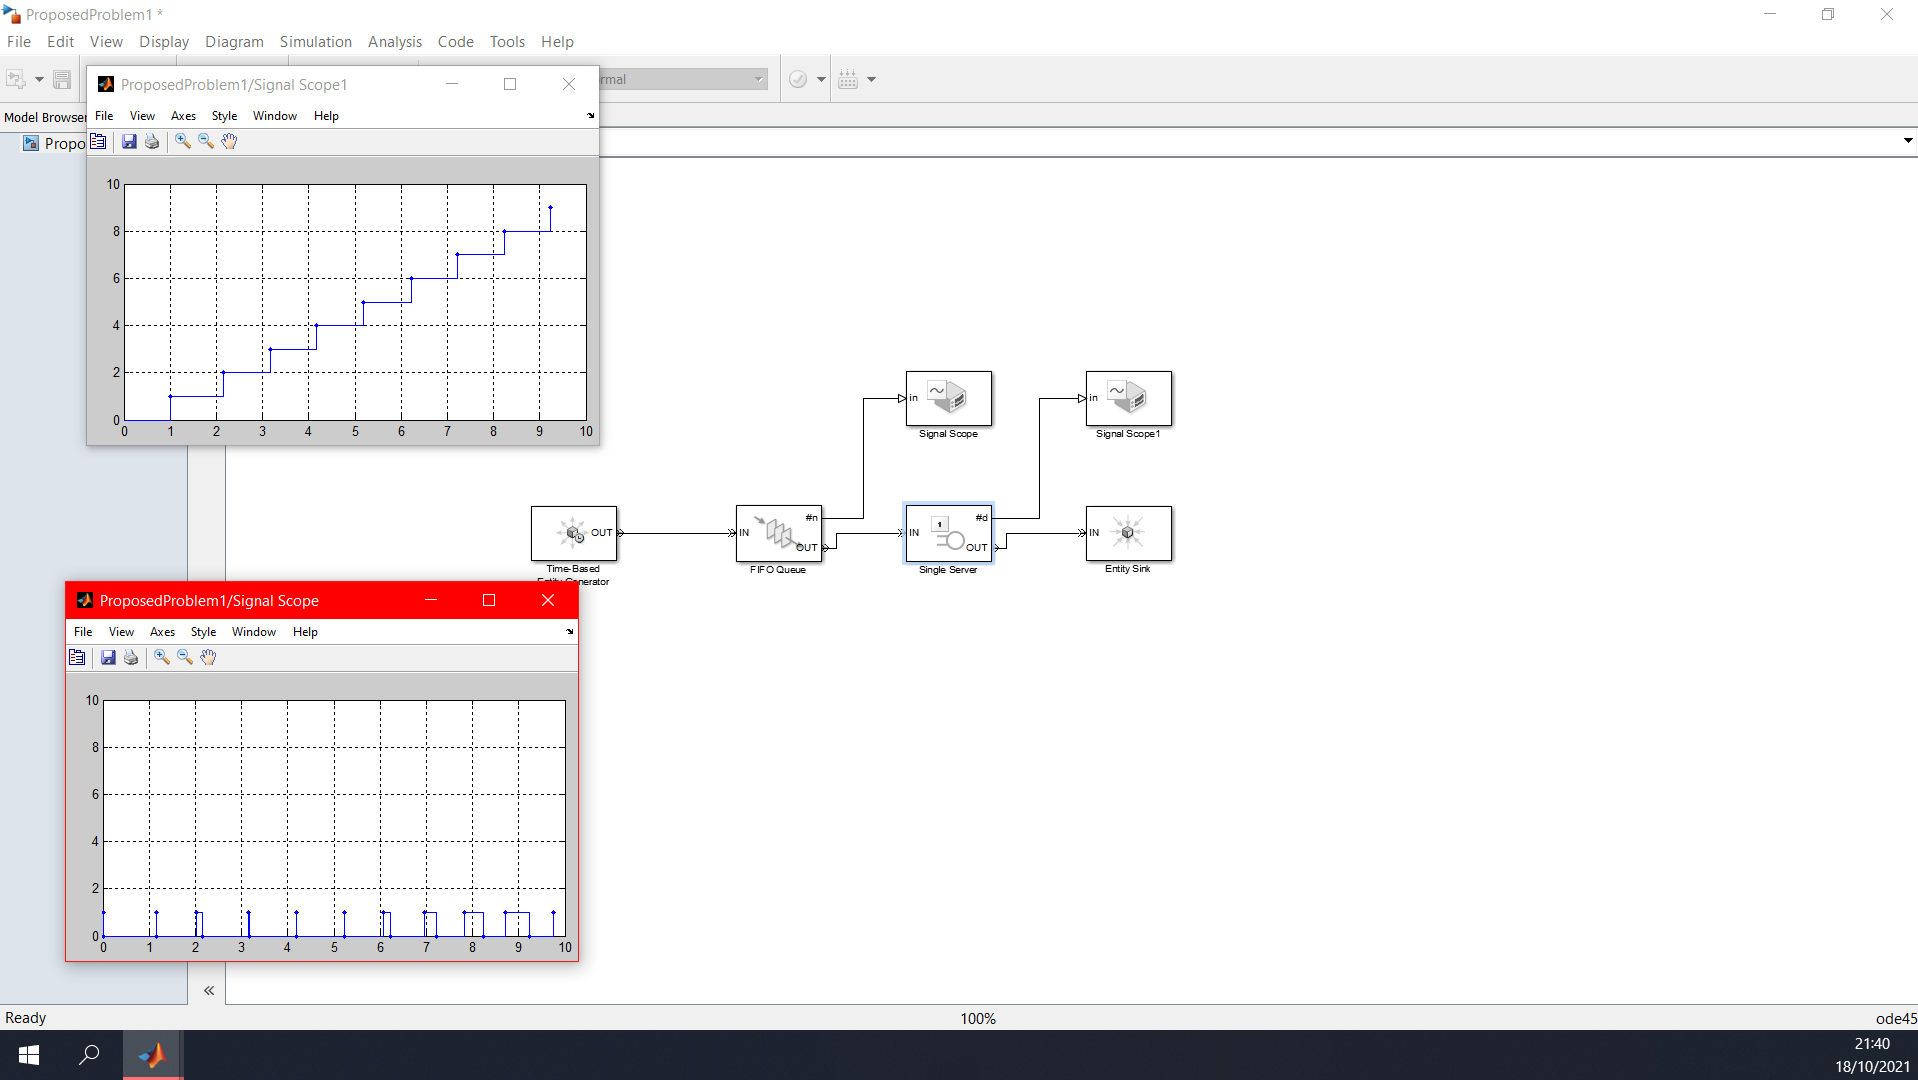 ProposedProblem1 *
File Edit View Display Diagram Simulation Analysis Code Tools Help
rmal
Model Browser
Propo
ProposedProblem1/Signal Scope1
File View Axes Style Window Help
10
8
6
4
2
0
0 1 2 3 4 5 6 7 8 9 10
in
Signal Scope
in
Signal Scope1
OUT
Time-Based
Entity Generator
IN #n OUT
FIFO Queue
IN 1 #d OUT
Single Server
IN
Entity Sink
ProposedProblem1/Signal Scope
File View Axes Style Window Help
10
8
6
4
2
0
0 1 2 3 4 5 6 7 8 9 10
«
Ready 100% ode45
21:40
18/10/2021